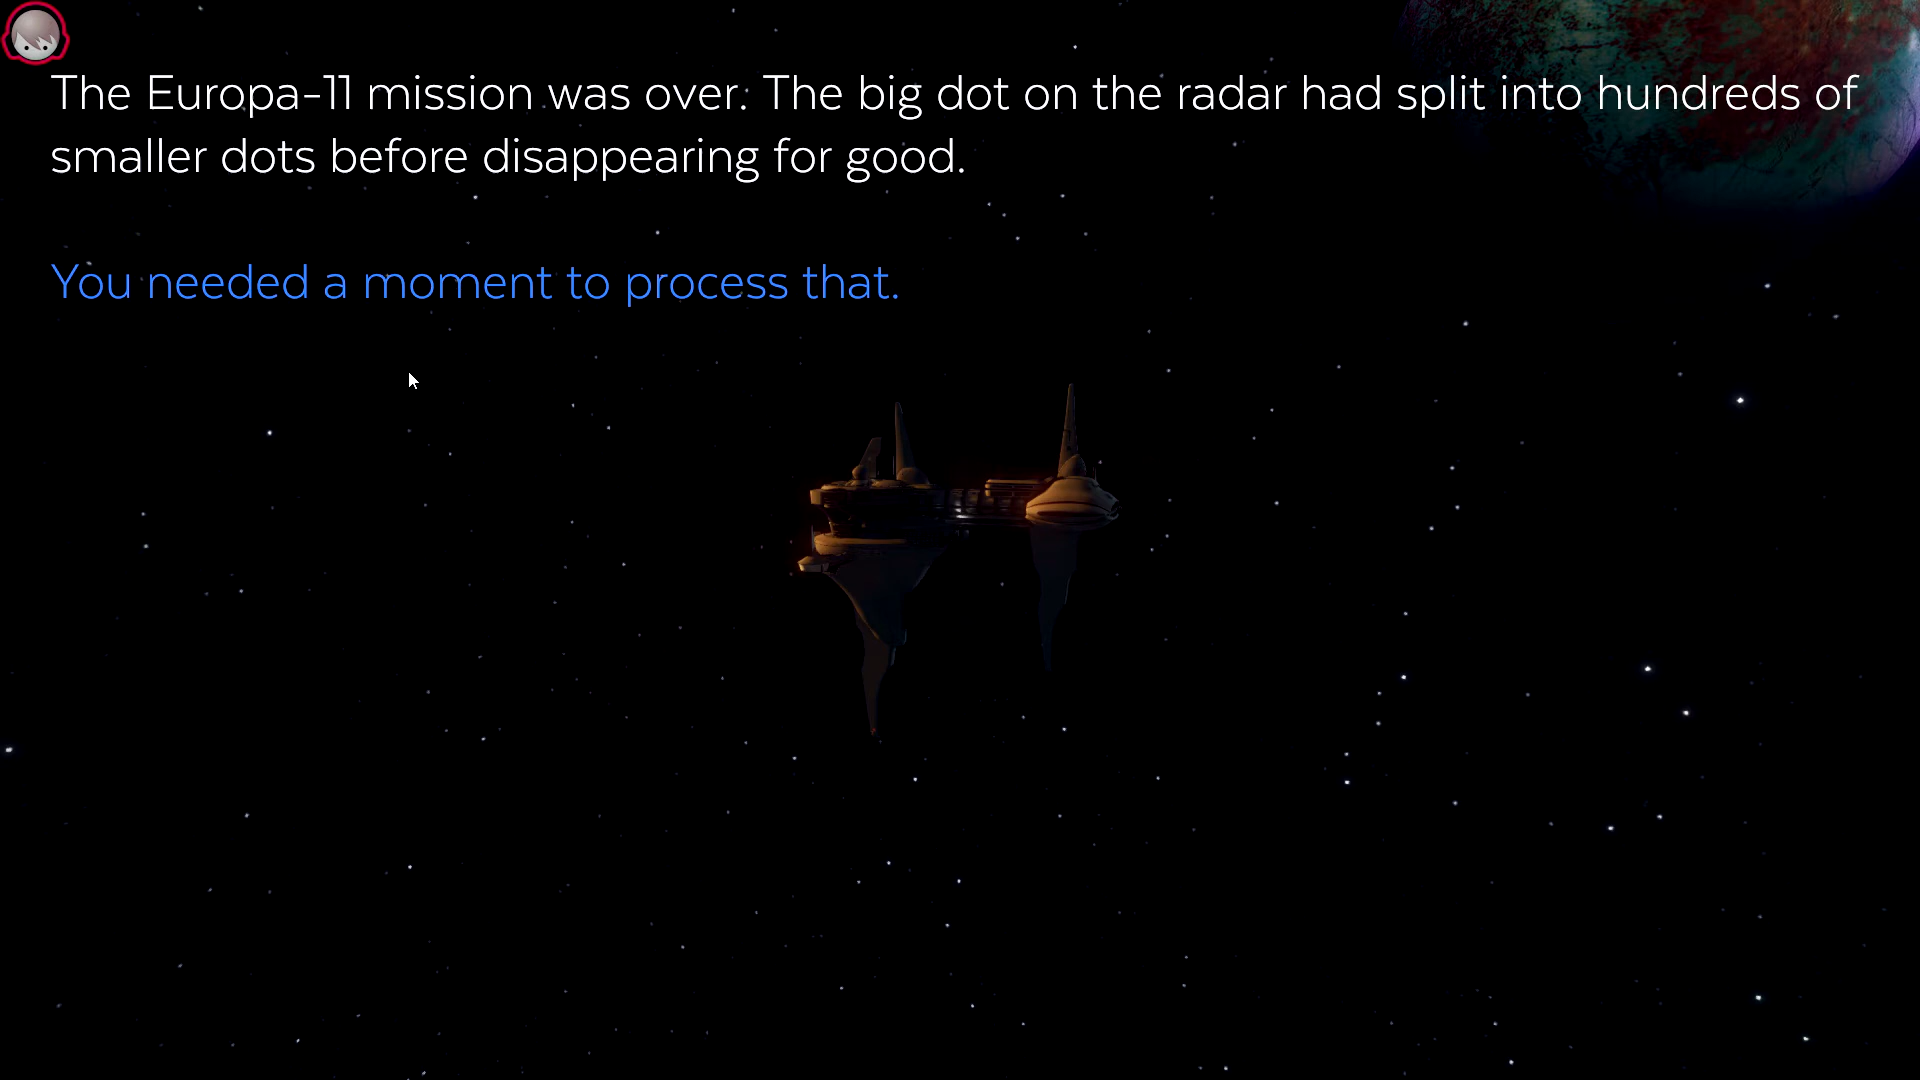 The Europa-11 mission was over. The big dot on the radar had split into hundreds of
smaller dots before disappearing for good.
You needed a moment to process that.